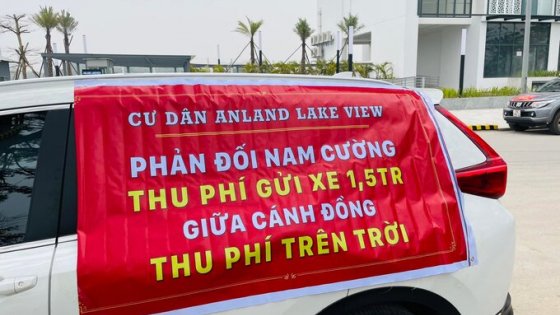 CƯ DÂN ANLAND LAKE VIEW
PHẢN ĐỐI NAM CƯỜNG
THU PHÍ GỬI XE 1,5TR
GIỮA CÁNH ĐỒNG
THU PHÍ TRÊN TRỜI